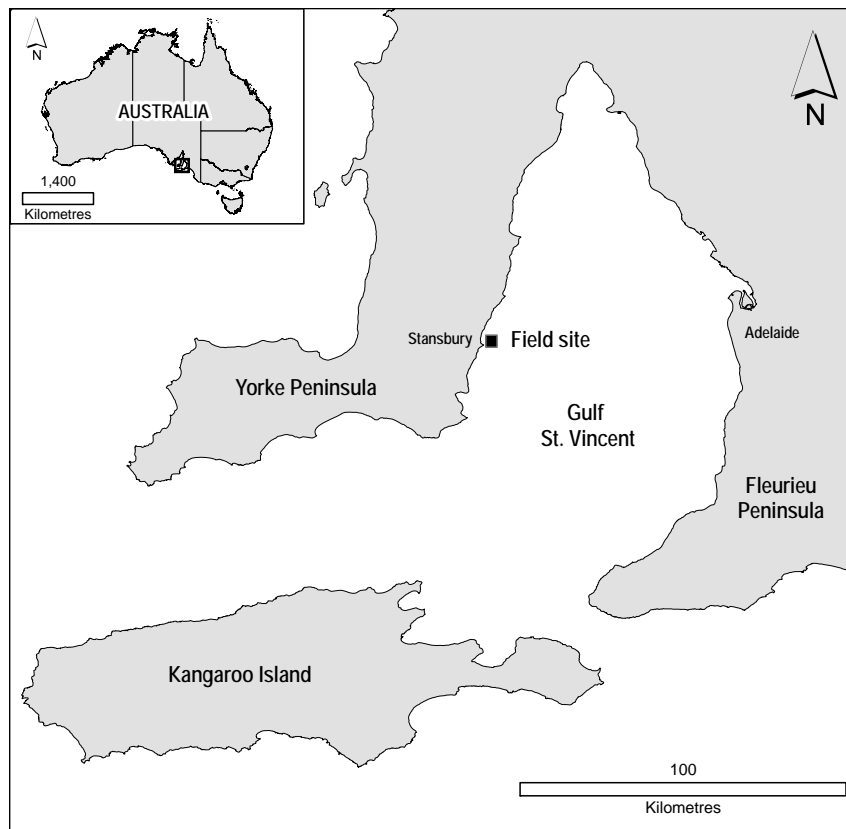 N
AUSTRALIA
1,400
Kilometres
N
Stansbury
Field site
Adelaide
Yorke Peninsula
Gulf
St. Vincent
Fleurieu
Peninsula
Kangaroo Island
100
Kilometres